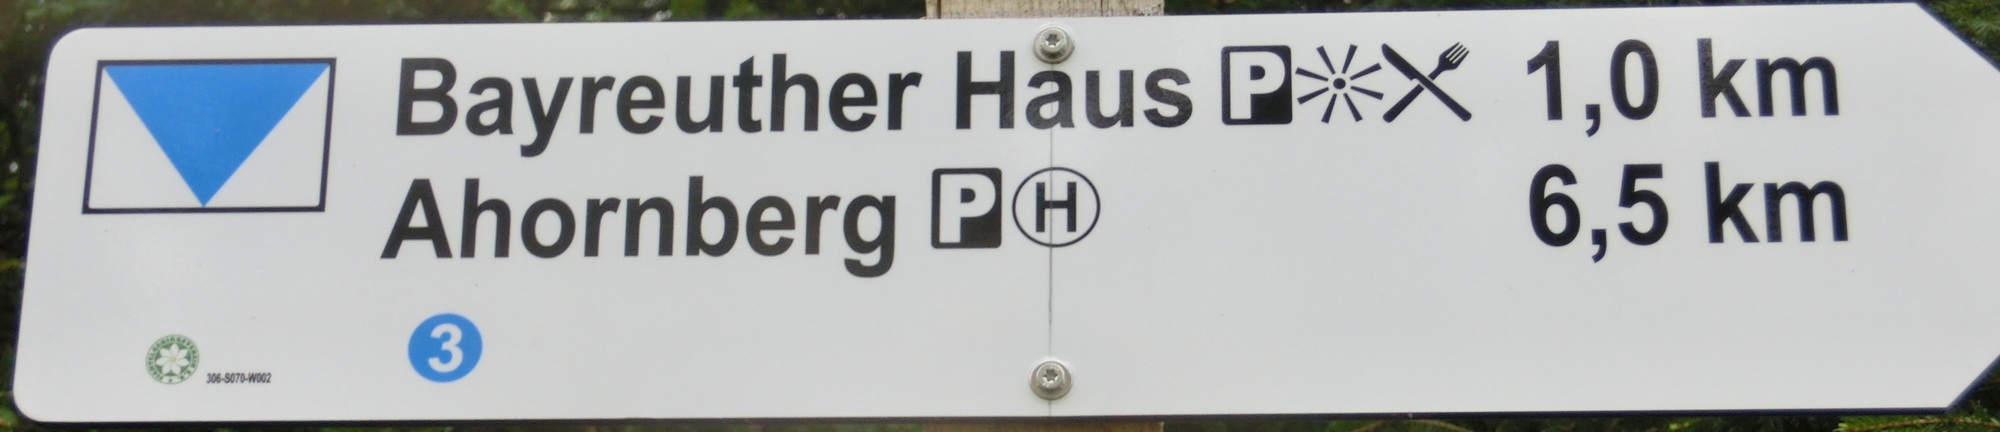 Bayreuther Haus P 1,0 km
Ahornberg P H 6,5 km
3
306-S070-W002